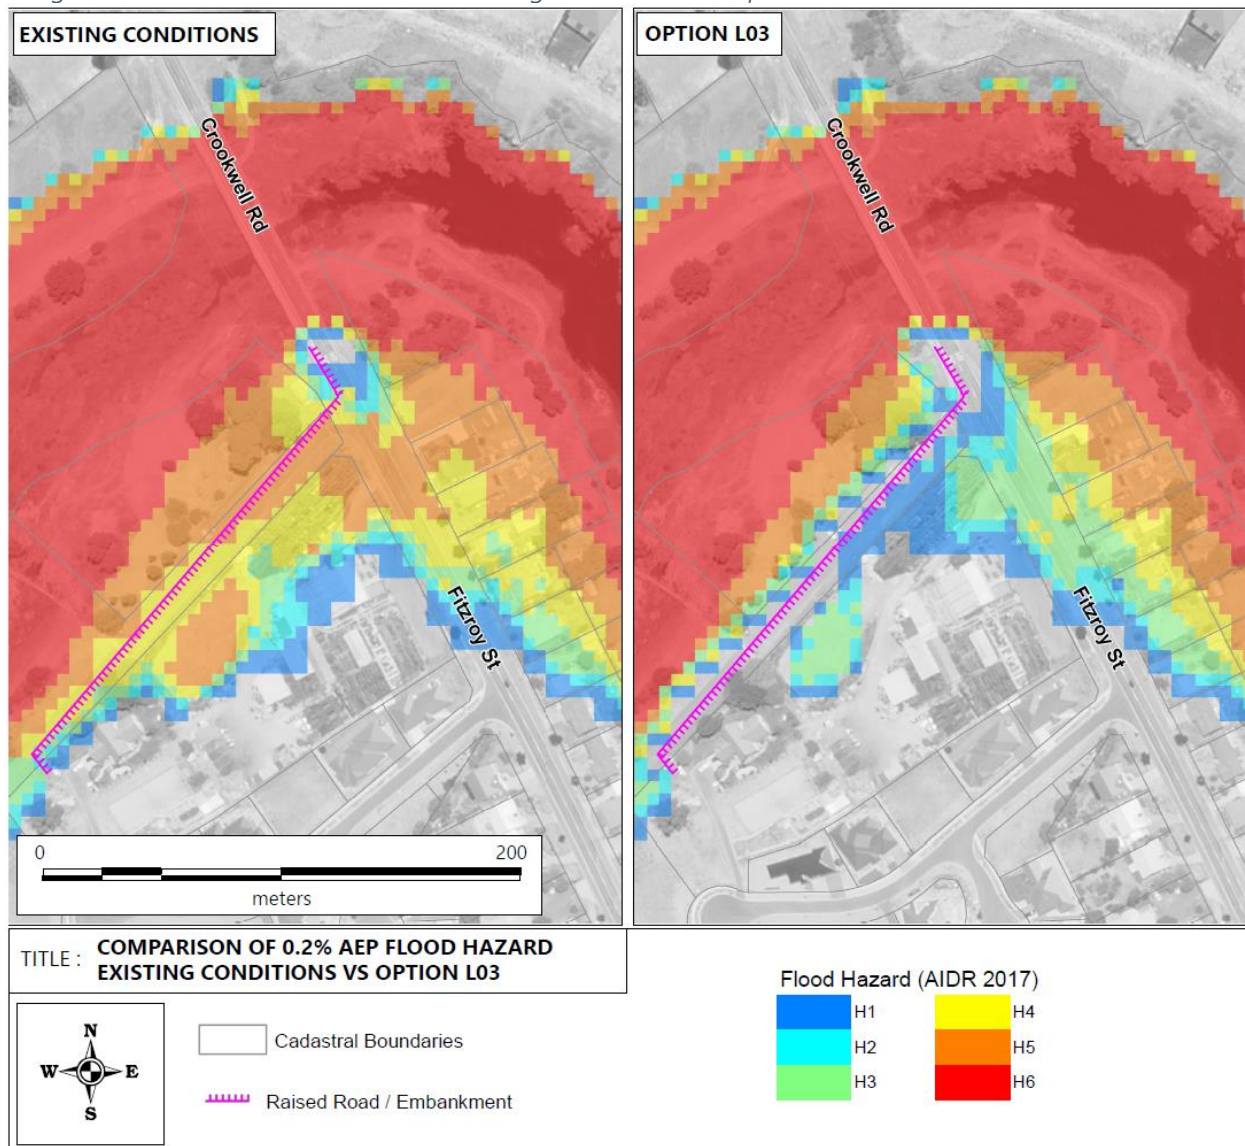 EXISTING CONDITIONS
OPTION L03
Crookwell Rd
Crookwell Rd
Fitzroy St
Fitzroy St
0 200
meters
TITLE : COMPARISON OF 0.2% AEP FLOOD HAZARD
EXISTING CONDITIONS VS OPTION L03
N
W E
S
Cadastral Boundaries
Raised Road / Embankment
Flood Hazard (AIDR 2017)
H1 H4
H2 H5
H3 H6